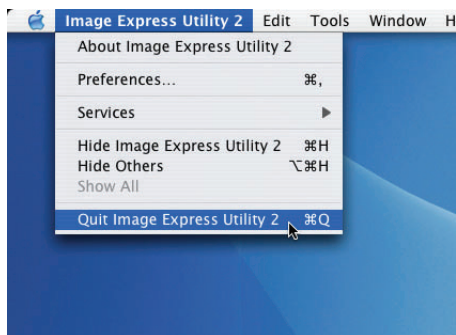 Image Express Utility 2 Edit Tools Window H
About Image Express Utility 2
Preferences... ⌘,
Services ▶
Hide Image Express Utility 2 ⌘H
Hide Others ⌥⌘H
Show All
Quit Image Express Utility 2 ⌘Q